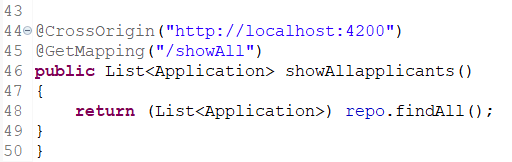 43
44 @CrossOrigin("http://localhost:4200")
45 @GetMapping("/showAll")
46 public List<Application> showAllapplicants()
47 {
48     return (List<Application>) repo.findAll();
49 }
50 }